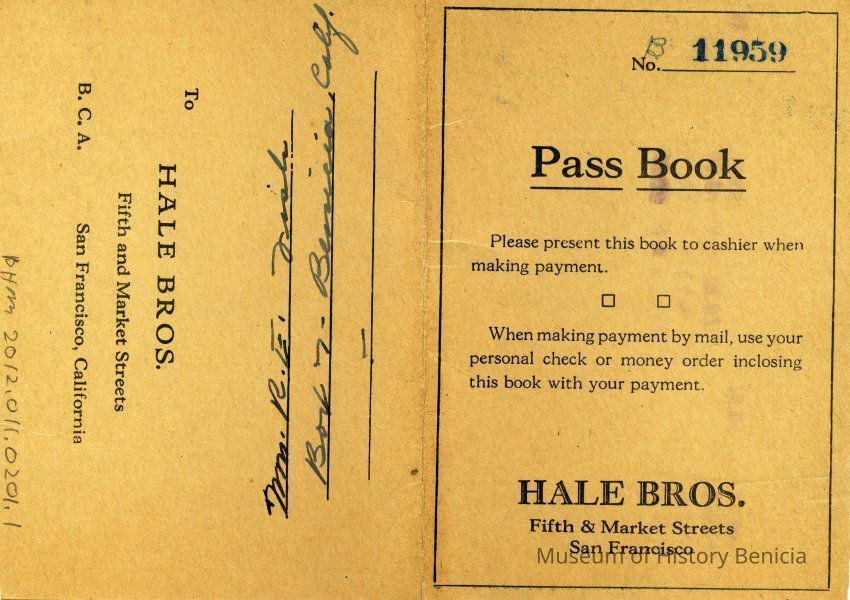 To
HALE BROS.
Fifth and Market Streets
B. C. A. San Francisco, California
Mrs. R. E.
Box 7 - Benicia, Calif.
BHM 2012.011.0201.1
No. B 11959
Pass Book
Please present this book to cashier when
making payment.
When making payment by mail, use your
personal check or money order inclosing
this book with your payment.
HALE BROS.
Fifth & Market Streets
San Francisco
Museum of History Benicia